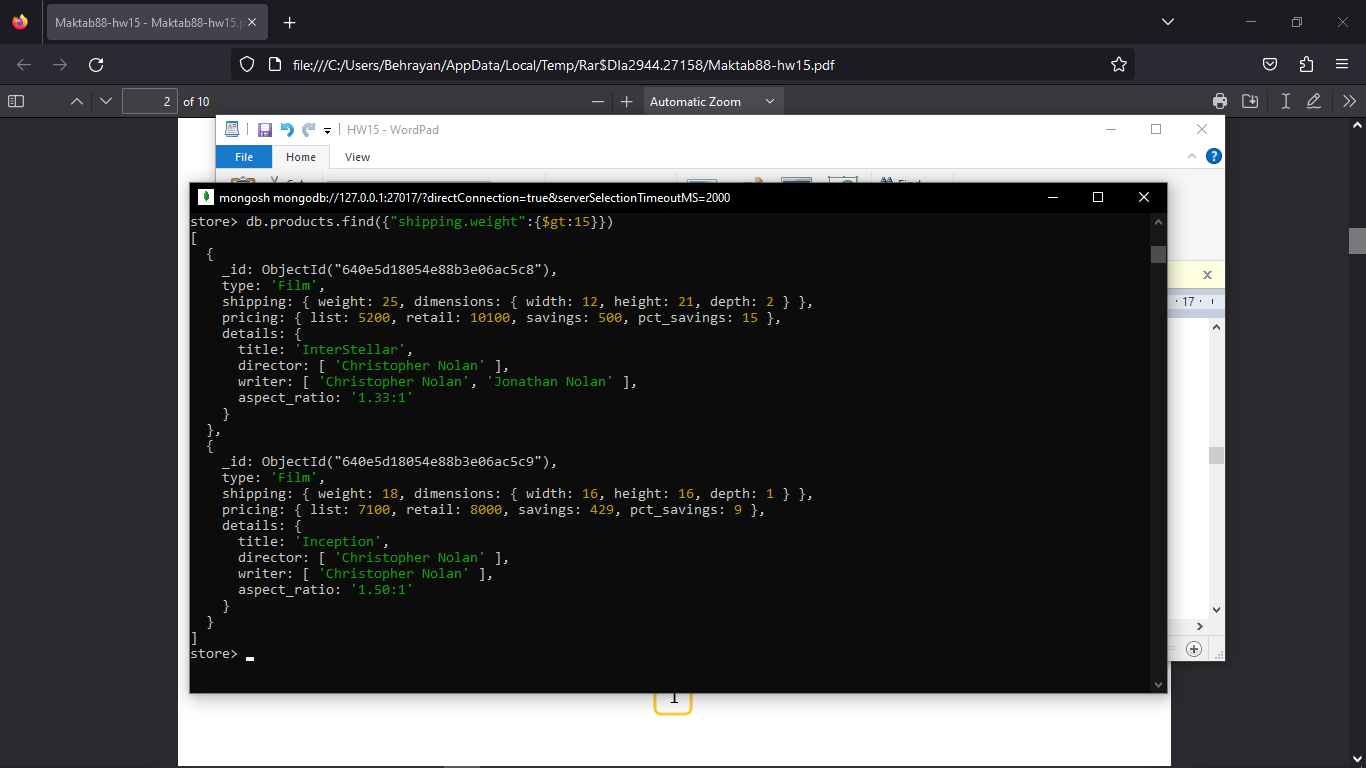 Maktab88-hw15 - Maktab88-hw15.p
file:///C:/Users/Behrayan/AppData/Local/Temp/Rar$DIa2944.27158/Maktab88-hw15.pdf
2 of 10
Automatic Zoom
HW15 - WordPad
File Home View
mongosh mongodb://127.0.0.1:27017/?directConnection=true&serverSelectionTimeoutMS=2000
store> db.products.find({"shipping.weight":{$gt:15}})
[
  {
    _id: ObjectId("640e5d18054e88b3e06ac5c8"),
    type: 'Film',
    shipping: { weight: 25, dimensions: { width: 12, height: 21, depth: 2 } },
    pricing: { list: 5200, retail: 10100, savings: 500, pct_savings: 15 },
    details: {
      title: 'InterStellar',
      director: [ 'Christopher Nolan' ],
      writer: [ 'Christopher Nolan', 'Jonathan Nolan' ],
      aspect_ratio: '1.33:1'
    }
  },
  {
    _id: ObjectId("640e5d18054e88b3e06ac5c9"),
    type: 'Film',
    shipping: { weight: 18, dimensions: { width: 16, height: 16, depth: 1 } },
    pricing: { list: 7100, retail: 8000, savings: 429, pct_savings: 9 },
    details: {
      title: 'Inception',
      director: [ 'Christopher Nolan' ],
      writer: [ 'Christopher Nolan' ],
      aspect_ratio: '1.50:1'
    }
  }
]
store>
17
1